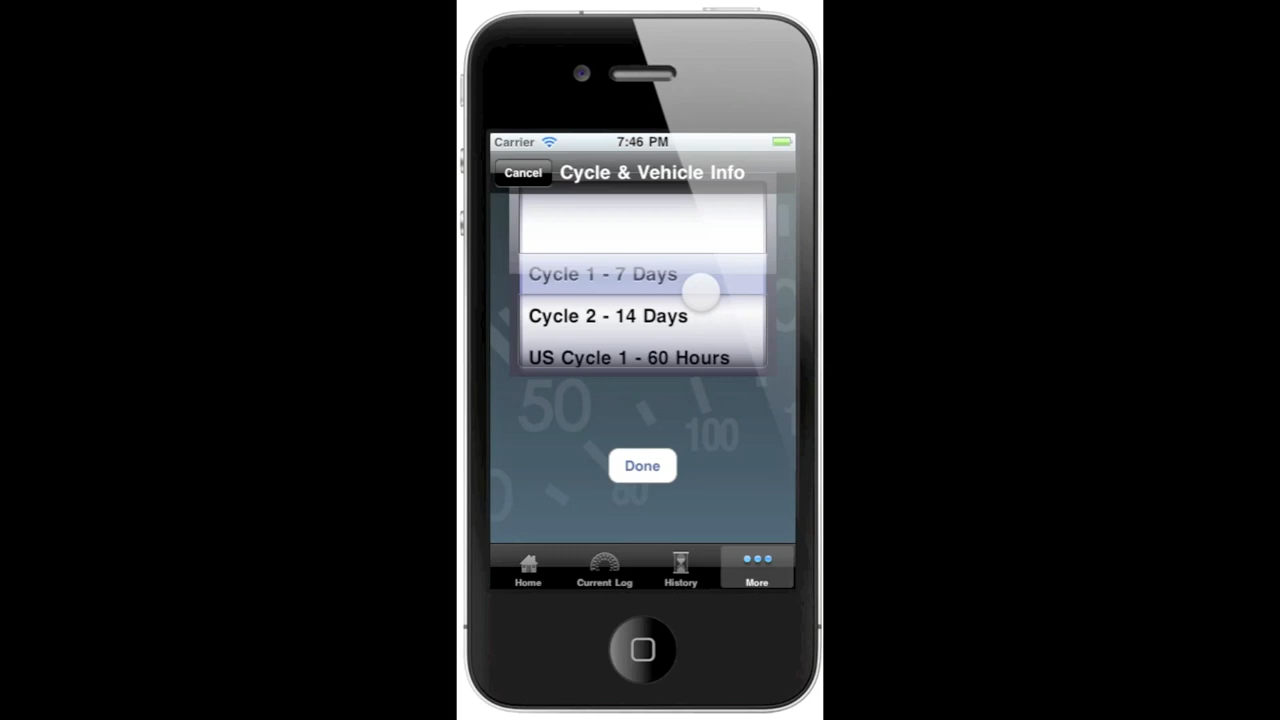 Carrier 7:46 PM
Cancel Cycle & Vehicle Info
Cycle 1 - 7 Days
Cycle 2 - 14 Days
US Cycle 1 - 60 Hours
50
100
Done
80
Home Current Log History More